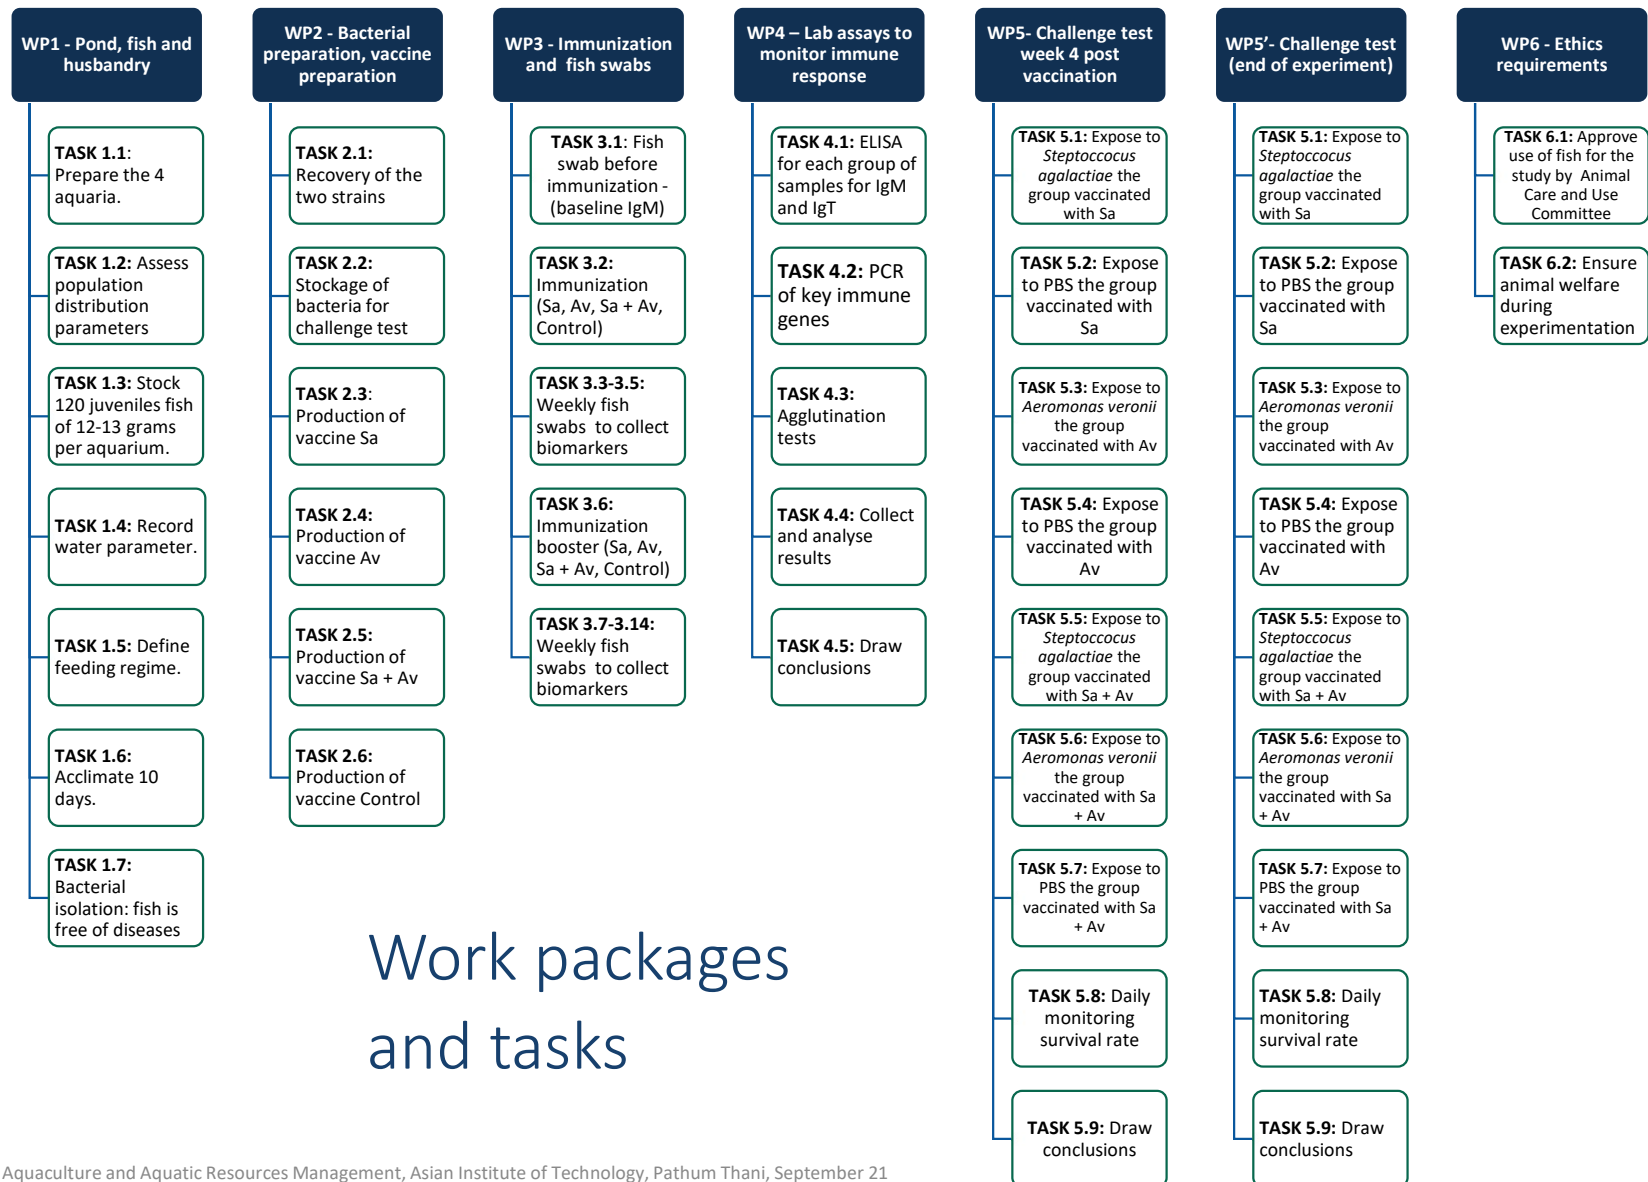 WP1 - Pond, fish and
husbandry
TASK 1.1:
Prepare the 4
aquaria.
TASK 1.2: Assess
population
distribution
parameters
TASK 1.3: Stock
120 juveniles fish
of 12-13 grams
per aquarium.
TASK 1.4: Record
water parameter.
TASK 1.5: Define
feeding regime.
TASK 1.6:
Acclimate 10
days.
TASK 1.7:
Bacterial
isolation: fish is
free of diseases
WP2 - Bacterial
preparation, vaccine
preparation
TASK 2.1:
Recovery of the
two strains
TASK 2.2:
Stockage of
bacteria for
challenge test
TASK 2.3:
Production of
vaccine Sa
TASK 2.4:
Production of
vaccine Av
TASK 2.5:
Production of
vaccine Sa + Av
TASK 2.6:
Production of
vaccine Control
WP3 - Immunization
and fish swabs
TASK 3.1: Fish
swab before
immunization -
(baseline IgM)
TASK 3.2:
Immunization
(Sa, Av, Sa + Av,
Control)
TASK 3.3-3.5:
Weekly fish
swabs to collect
biomarkers
TASK 3.6:
Immunization
booster (Sa, Av,
Sa + Av, Control)
TASK 3.7-3.14:
Weekly fish
swabs to collect
biomarkers
WP4 – Lab assays to
monitor immune
response
TASK 4.1: ELISA
for each group of
samples for IgM
and IgT
TASK 4.2: PCR
of key immune
genes
TASK 4.3:
Agglutination
tests
TASK 4.4: Collect
and analyse
results
TASK 4.5: Draw
conclusions
WP5- Challenge test
week 4 post
vaccination
TASK 5.1: Expose to
Steptoccocus
agalactiae the
group vaccinated
with Sa
TASK 5.2: Expose
to PBS the group
vaccinated with
Sa
TASK 5.3: Expose to
Aeromonas veronii
the group
vaccinated with Av
TASK 5.4: Expose
to PBS the group
vaccinated with
Av
TASK 5.5: Expose to
Steptoccocus
agalactiae the
group vaccinated
with Sa + Av
TASK 5.6: Expose to
Aeromonas veronii
the group
vaccinated with Sa
+ Av
TASK 5.7: Expose to
PBS the group
vaccinated with Sa
+ Av
TASK 5.8: Daily
monitoring
survival rate
TASK 5.9: Draw
conclusions
WP5’- Challenge test
(end of experiment)
TASK 5.1: Expose to
Steptoccocus
agalactiae the
group vaccinated
with Sa
TASK 5.2: Expose
to PBS the group
vaccinated with
Sa
TASK 5.3: Expose to
Aeromonas veronii
the group
vaccinated with Av
TASK 5.4: Expose
to PBS the group
vaccinated with
Av
TASK 5.5: Expose to
Steptoccocus
agalactiae the
group vaccinated
with Sa + Av
TASK 5.6: Expose to
Aeromonas veronii
the group
vaccinated with Sa
+ Av
TASK 5.7: Expose to
PBS the group
vaccinated with Sa
+ Av
TASK 5.8: Daily
monitoring
survival rate
TASK 5.9: Draw
conclusions
WP6 - Ethics
requirements
TASK 6.1: Approve
use of fish for the
study by Animal
Care and Use
Committee
TASK 6.2: Ensure
animal welfare
during
experimentation
Work packages
and tasks
Aquaculture and Aquatic Resources Management, Asian Institute of Technology, Pathum Thani, September 21